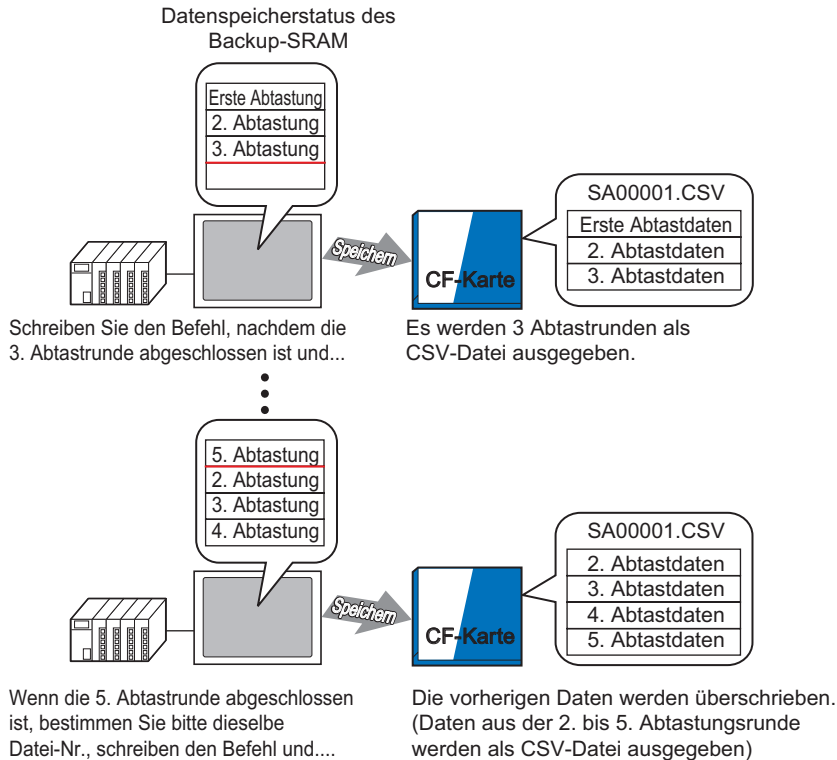 Datenspeicherstatus des
Backup-SRAM
Erste Abtastung
2. Abtastung
3. Abtastung
Speichern
CF-Karte
SA00001.CSV
Erste Abtastdaten
2. Abtastdaten
3. Abtastdaten
Schreiben Sie den Befehl, nachdem die
3. Abtastrunde abgeschlossen ist und...
Es werden 3 Abtastrunden als
CSV-Datei ausgegeben.
5. Abtastung
2. Abtastung
3. Abtastung
4. Abtastung
Speichern
CF-Karte
SA00001.CSV
2. Abtastdaten
3. Abtastdaten
4. Abtastdaten
5. Abtastdaten
Wenn die 5. Abtastrunde abgeschlossen
ist, bestimmen Sie bitte dieselbe
Datei-Nr., schreiben den Befehl und....
Die vorherigen Daten werden überschrieben.
(Daten aus der 2. bis 5. Abtastungsrunde
werden als CSV-Datei ausgegeben)